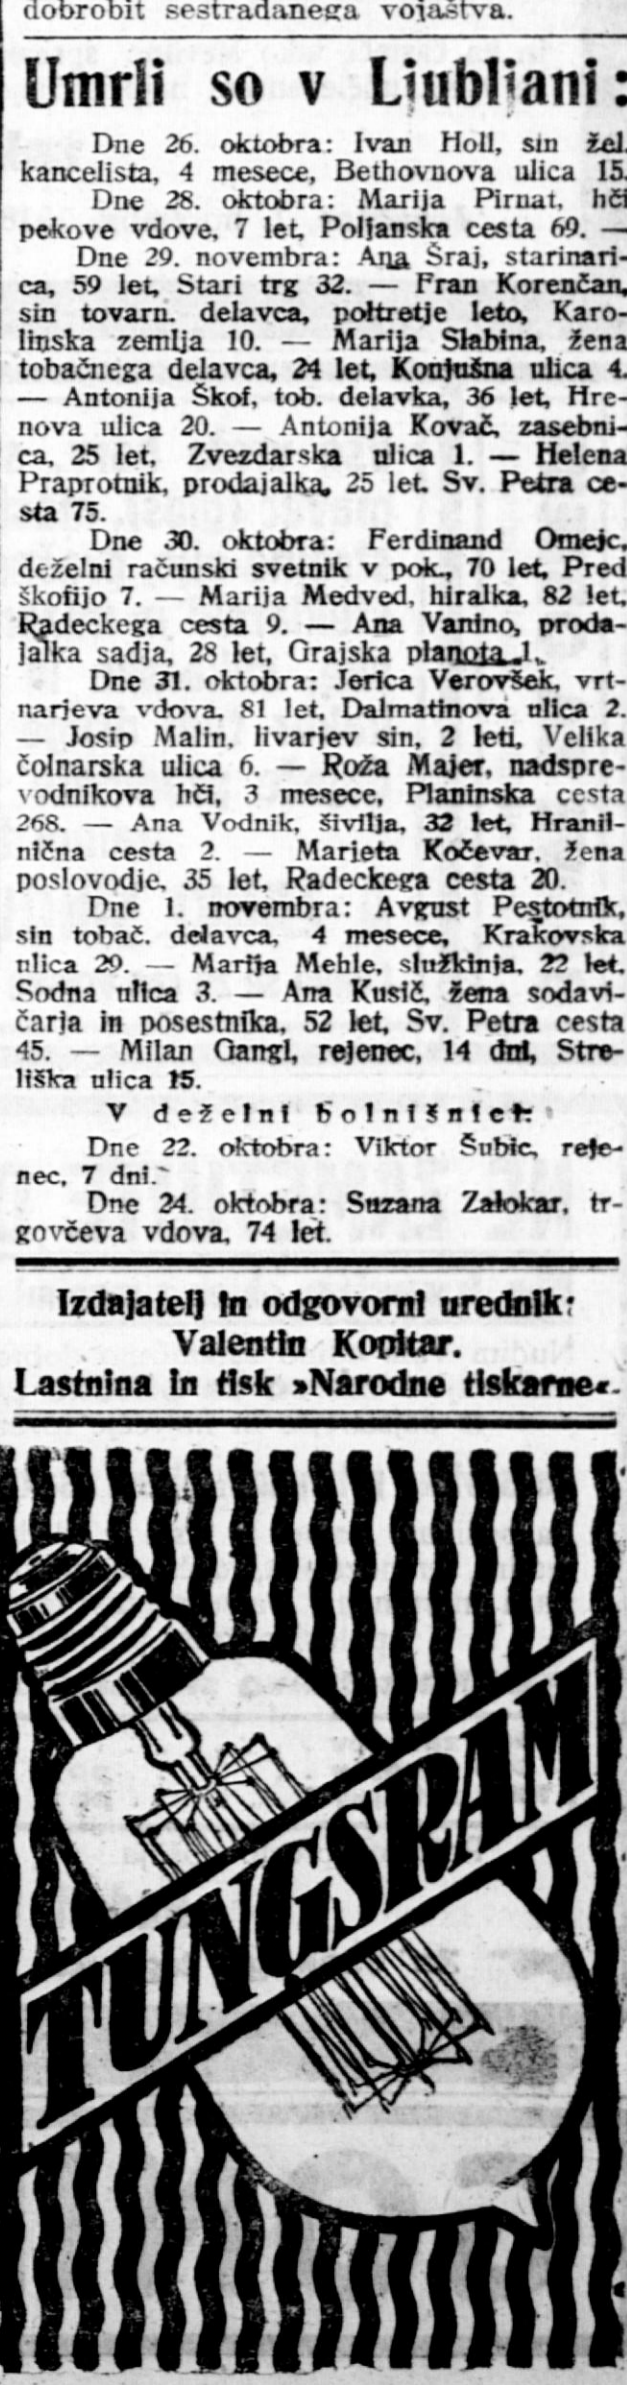 dobrobit sestradanega vojaštva.
Umrli so v Ljubljani:
Dne 26. oktobra: Ivan Holl, sin žel.
kancelista, 4 mesece, Bethovnova ulica 15.
Dne 28. oktobra: Marija Pirnat, hči
pekove vdove, 7 let, Poljanska cesta 69. —
Dne 29. novembra: Ana Šraj, starinari-
ca, 59 let, Stari trg 32. — Fran Korenčan,
sin tovarn. delavca, poltretje leto, Karo-
linska zemlja 10. — Marija Slabina, žena
tobačnega delavca, 24 let, Konjušna ulica 4.
— Antonija Škof, tob. delavka, 36 let, Hre-
nova ulica 20. — Antonija Kovač, zasebni-
ca, 25 let, Zvezdarska ulica 1. — Helena
Praprotnik, prodajalka, 25 let. Sv. Petra ce-
sta 75.
Dne 30. oktobra: Ferdinand Omejc,
deželni računski svetnik v pok., 70 let, Pred
škofijo 7. — Marija Medved, hiralka, 82 let,
Radeckega cesta 9. — Ana Vanino, proda-
jalka sadja, 28 let, Grajska planota 1.
Dne 31. oktobra: Jerica Verovšek, vrt-
narjeva vdova, 81 let, Dalmatinova ulica 2.
— Josip Malin, livarjev sin, 2 leti, Velika
čolnarska ulica 6. — Roža Majer, nadspre-
vodnikova hči, 3 mesece, Planinska cesta
268. — Ana Vodnik, šivilja, 32 let, Hranil-
nična cesta 2. — Marjeta Kočevar, žena
poslovodje, 35 let, Radeckega cesta 20.
Dne 1. novembra: Avgust Pestotnik,
sin tobač. delavca, 4 mesece, Krakovska
ulica 29. — Marija Mehle, služkinja, 22 let,
Sodna ulica 3. — Ana Kusič, žena sodavi-
čarja in posestnika, 52 let, Sv. Petra cesta
45. — Milan Gangl, rejenec, 14 dni, Stre-
liška ulica 15.
V deželni bolnišnici:
Dne 22. oktobra: Viktor Šubic, reje-
nec, 7 dni.
Dne 24. oktobra: Suzana Založkar, tr-
govčeva vdova, 74 let.
Izdajatelj in odgovorni urednik:
Valentin Kopitar.
Lastnina in tisk »Narodne tiskarne«.
TUNGSRAM